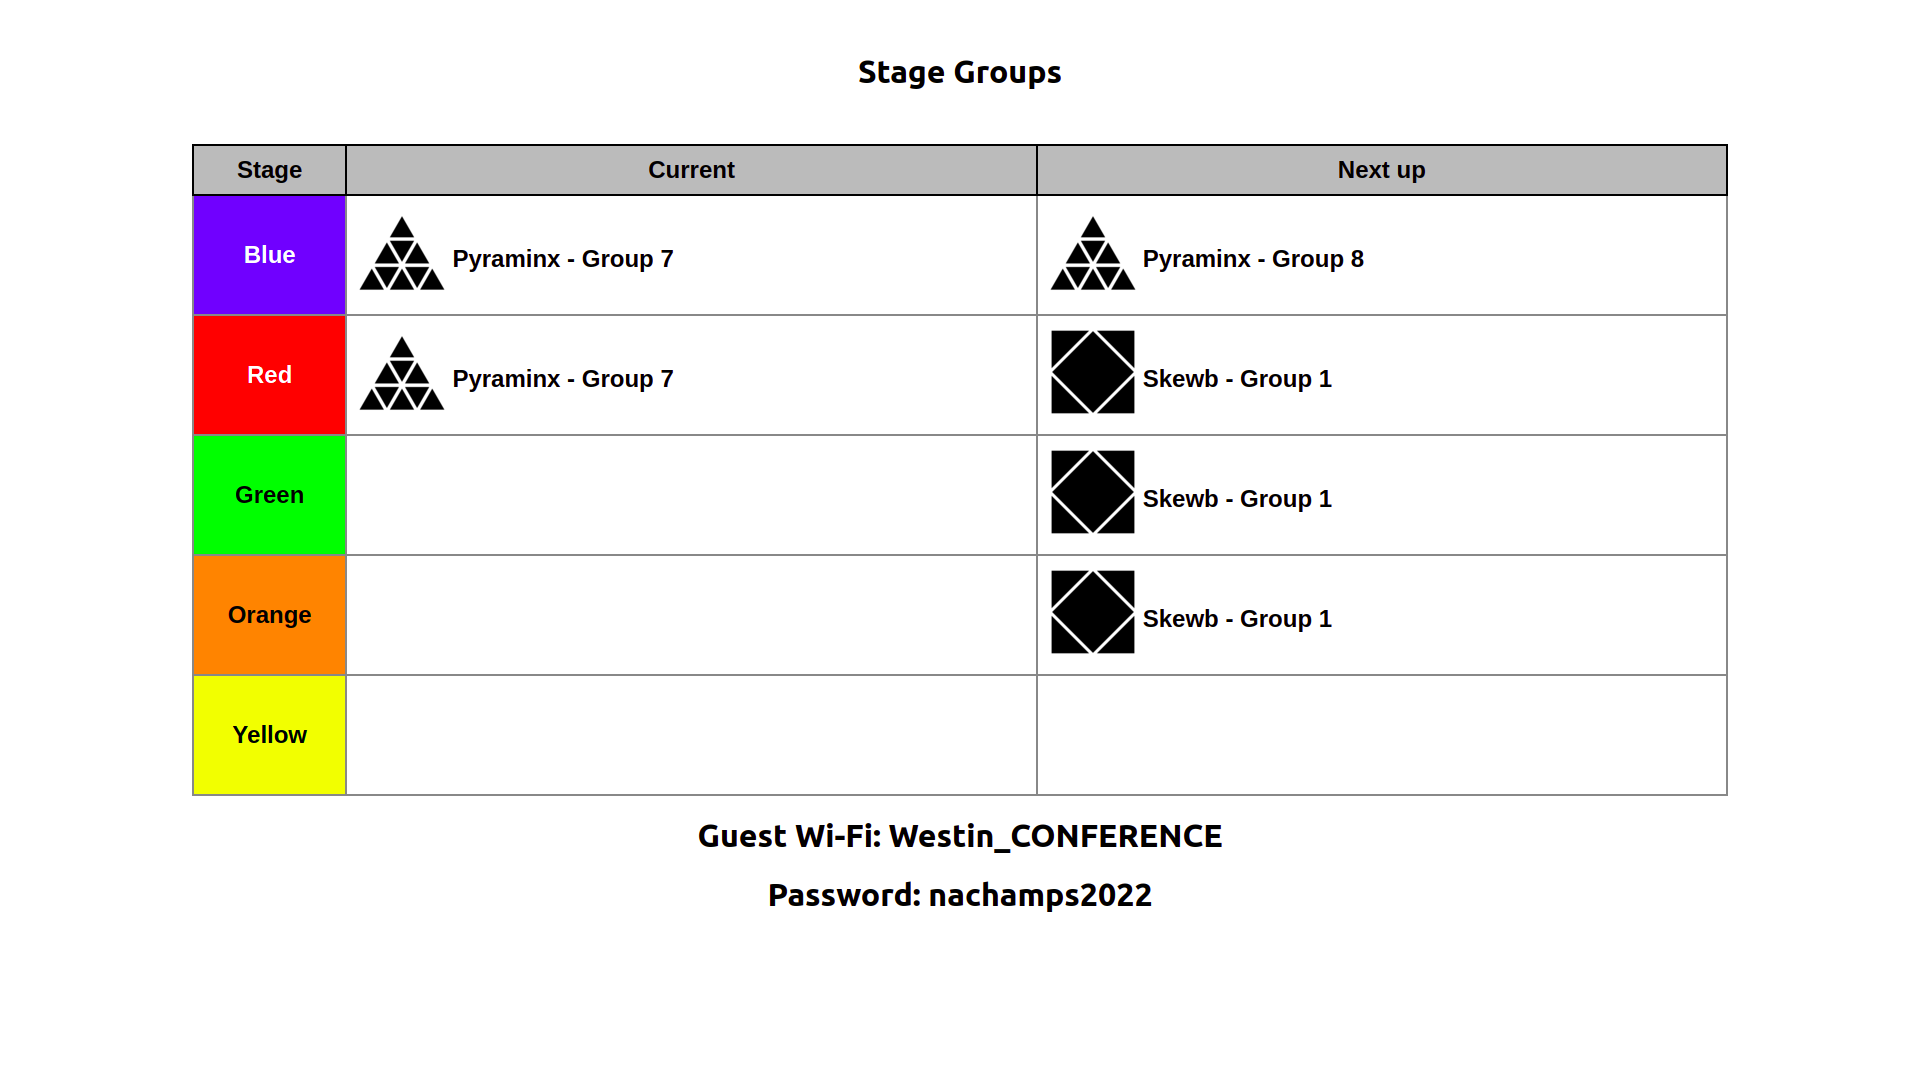 Stage Groups
Stage Current Next up
Blue Pyraminx - Group 7 Pyraminx - Group 8
Red Pyraminx - Group 7 Skewb - Group 1
Green Skewb - Group 1
Orange Skewb - Group 1
Yellow
Guest Wi-Fi: Westin_CONFERENCE
Password: nachamps2022